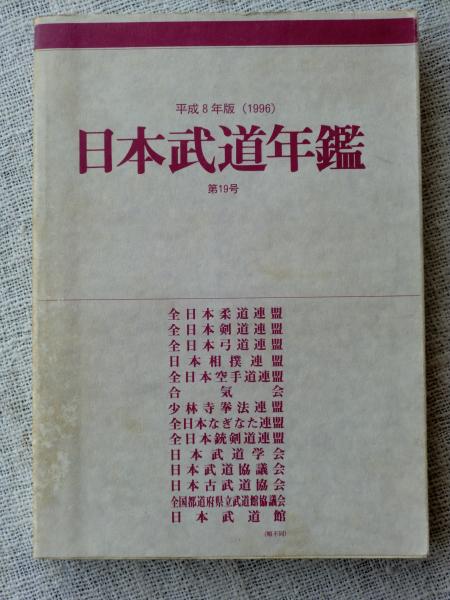 平成8年版（1996）
日本武道年鑑
第19号
全日本柔道連盟
全日本剣道連盟
全日本弓道連盟
日本相撲連盟
全日本空手道連盟
合気会
少林寺拳法連盟
全日本なぎなた連盟
全日本銃剣道連盟
日本武道学会
日本武道協議会
日本古武道協会
全国都道府県立武道館協議会
日本武道館
（順不同）